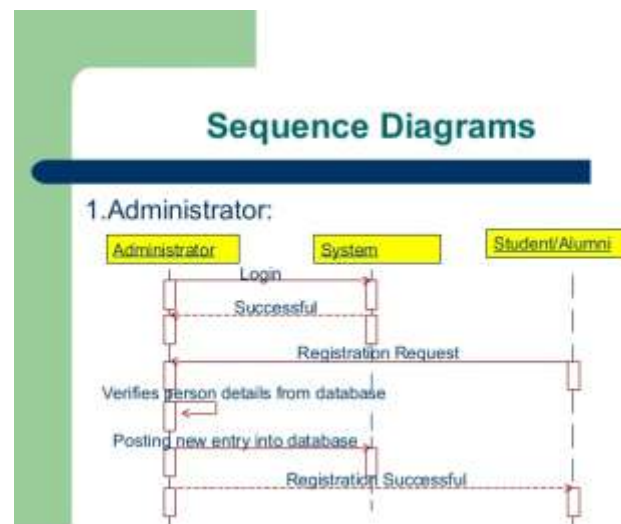 Sequence Diagrams
1.Administrator:
Administrator System Student/Alumni
Login
Successful
Registration Request
Verifies person details from database
Posting new entry into database
Registration Successful